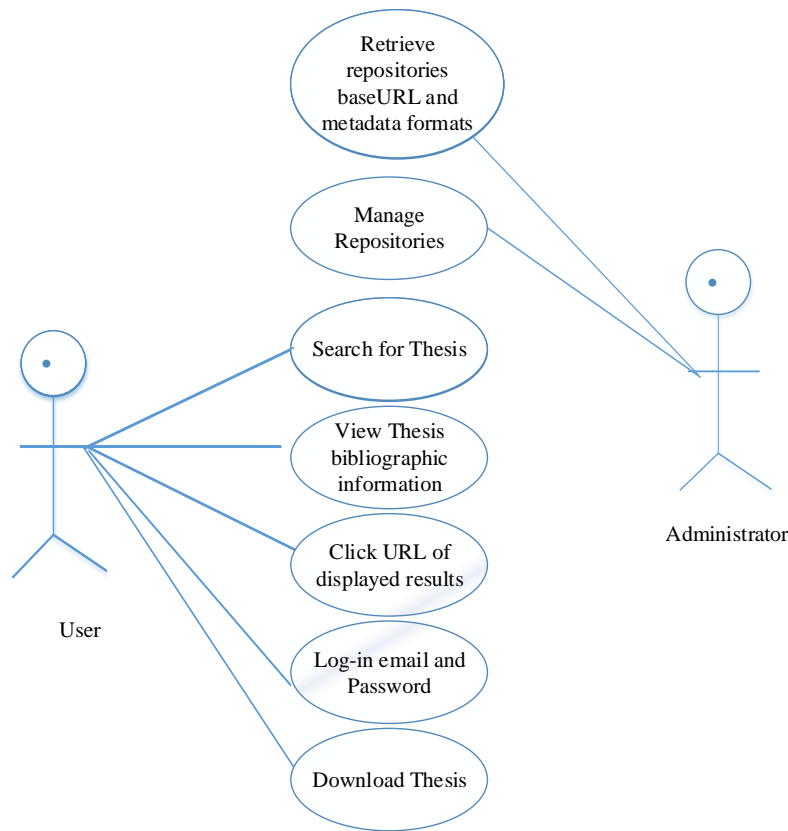 Retrieve
repositories
baseURL and
metadata formats
Manage
Repositories
Search for Thesis
View Thesis
bibliographic
information
Click URL of
displayed results
Log-in email and
Password
Download Thesis
User
Administrator